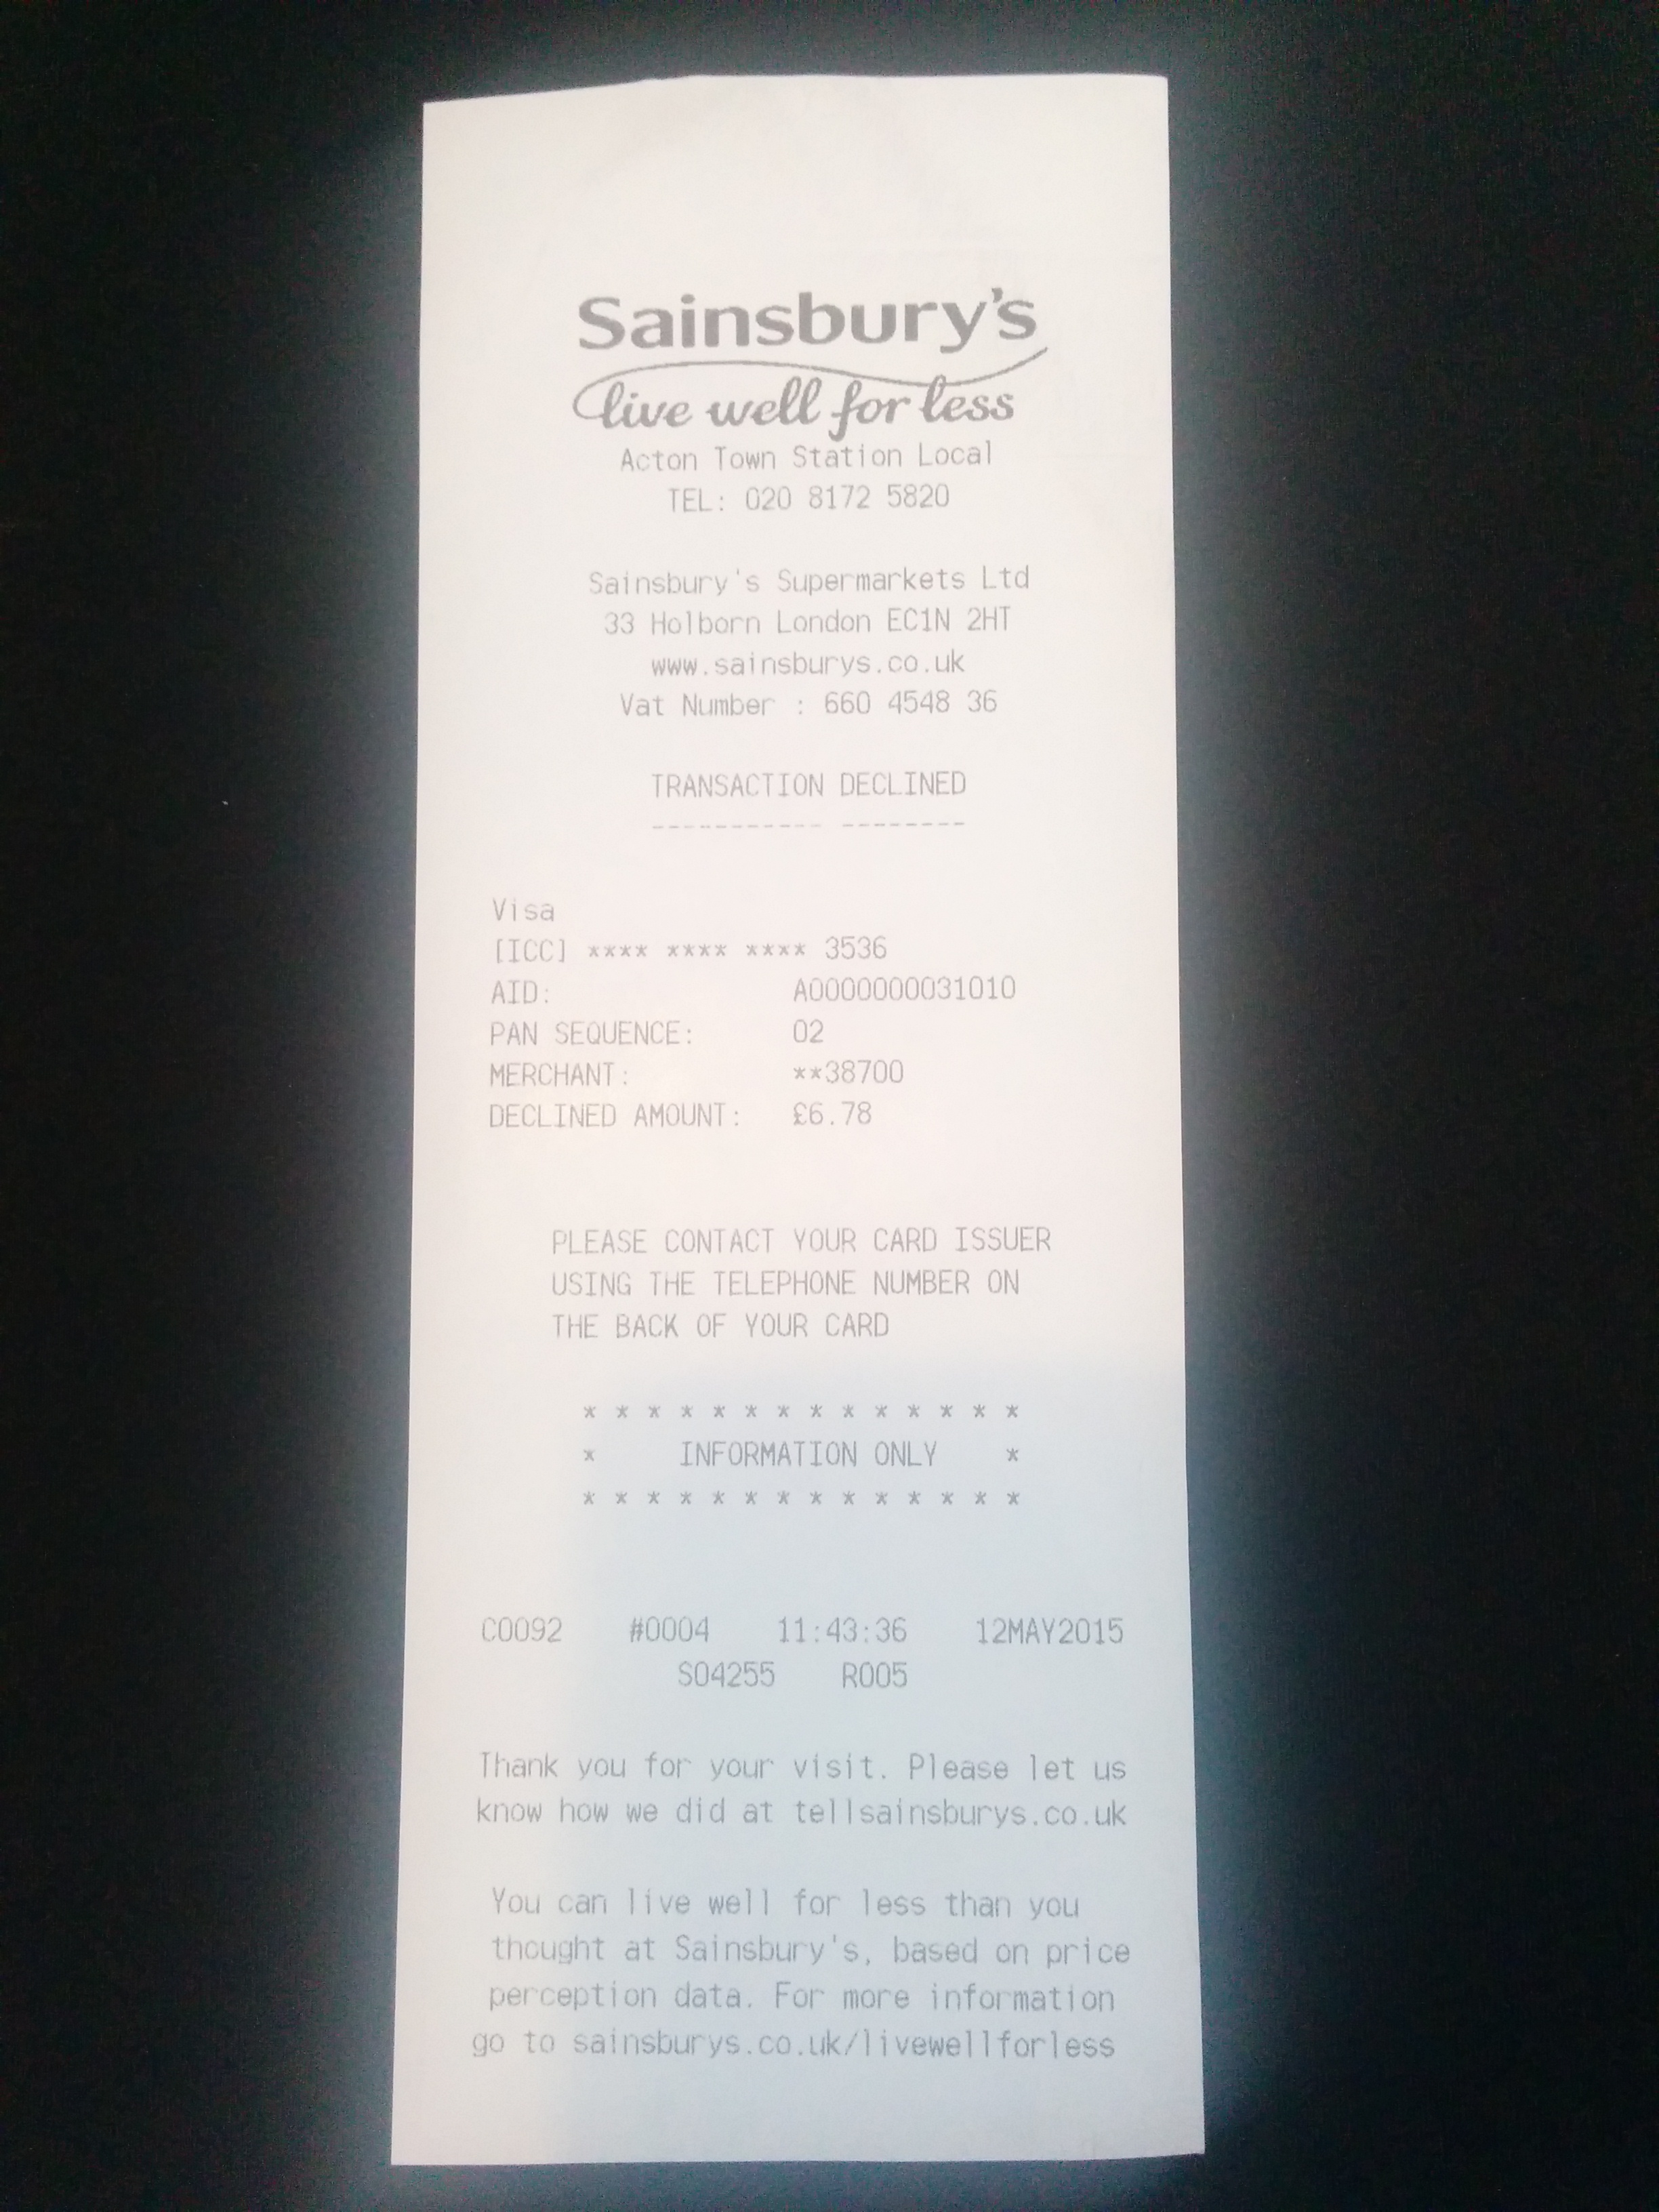 Sainsbury's
live well for less
Acton Town Station Local
TEL: 020 8172 5820
Sainsbury's Supermarkets Ltd
33 Holborn London EC1N 2HT
www.sainsburys.co.uk
Vat Number : 660 4548 36
TRANSACTION DECLINED
----------- --------
Visa
[ICC] **** **** **** 3536
AID: A0000000031010
PAN SEQUENCE: 02
MERCHANT: **38700
DECLINED AMOUNT: £6.78
PLEASE CONTACT YOUR CARD ISSUER
USING THE TELEPHONE NUMBER ON
THE BACK OF YOUR CARD
* * * * * * * * * * * * * *
* INFORMATION ONLY *
* * * * * * * * * * * * * *
C0092 #0004 11:43:36 12MAY2015
S04255 R005
Thank you for your visit. Please let us
know how we did at tellsainsburys.co.uk
You can live well for less than you
thought at Sainsbury's, based on price
perception data. For more information
go to sainsburys.co.uk/livewellforless